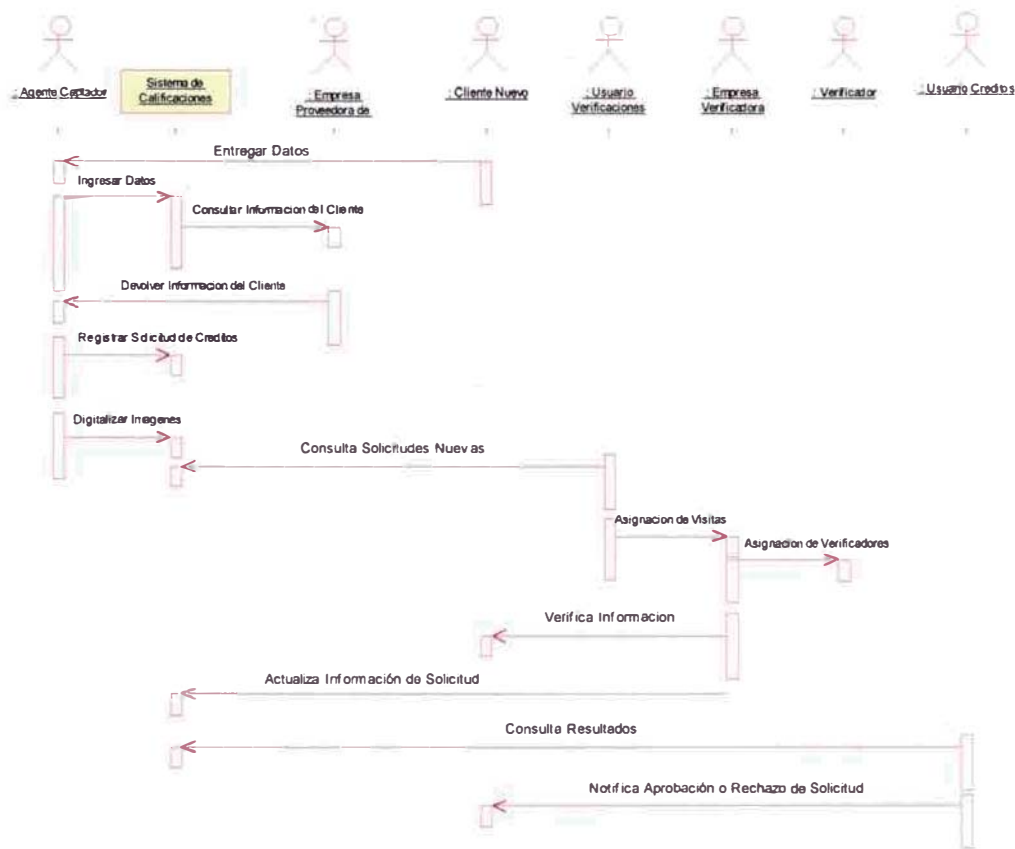 : Agente Captador
Sistema de
Calificaciones
: Empresa
Proveedora de
: Cliente Nuevo
: Usuario
Verificaciones
: Empresa
Verificadora
: Verificador
: Usuario Creditos
Entregar Datos
Ingresar Datos
Consultar Informacion del Cliente
Devolver Informacion del Cliente
Registrar Solicitud de Creditos
Digitalizar Imagenes
Consulta Solicitudes Nuevas
Asignacion de Visitas
Asignacion de Verificadores
Verifica Informacion
Actualiza Información de Solicitud
Consulta Resultados
Notifica Aprobación o Rechazo de Solicitud